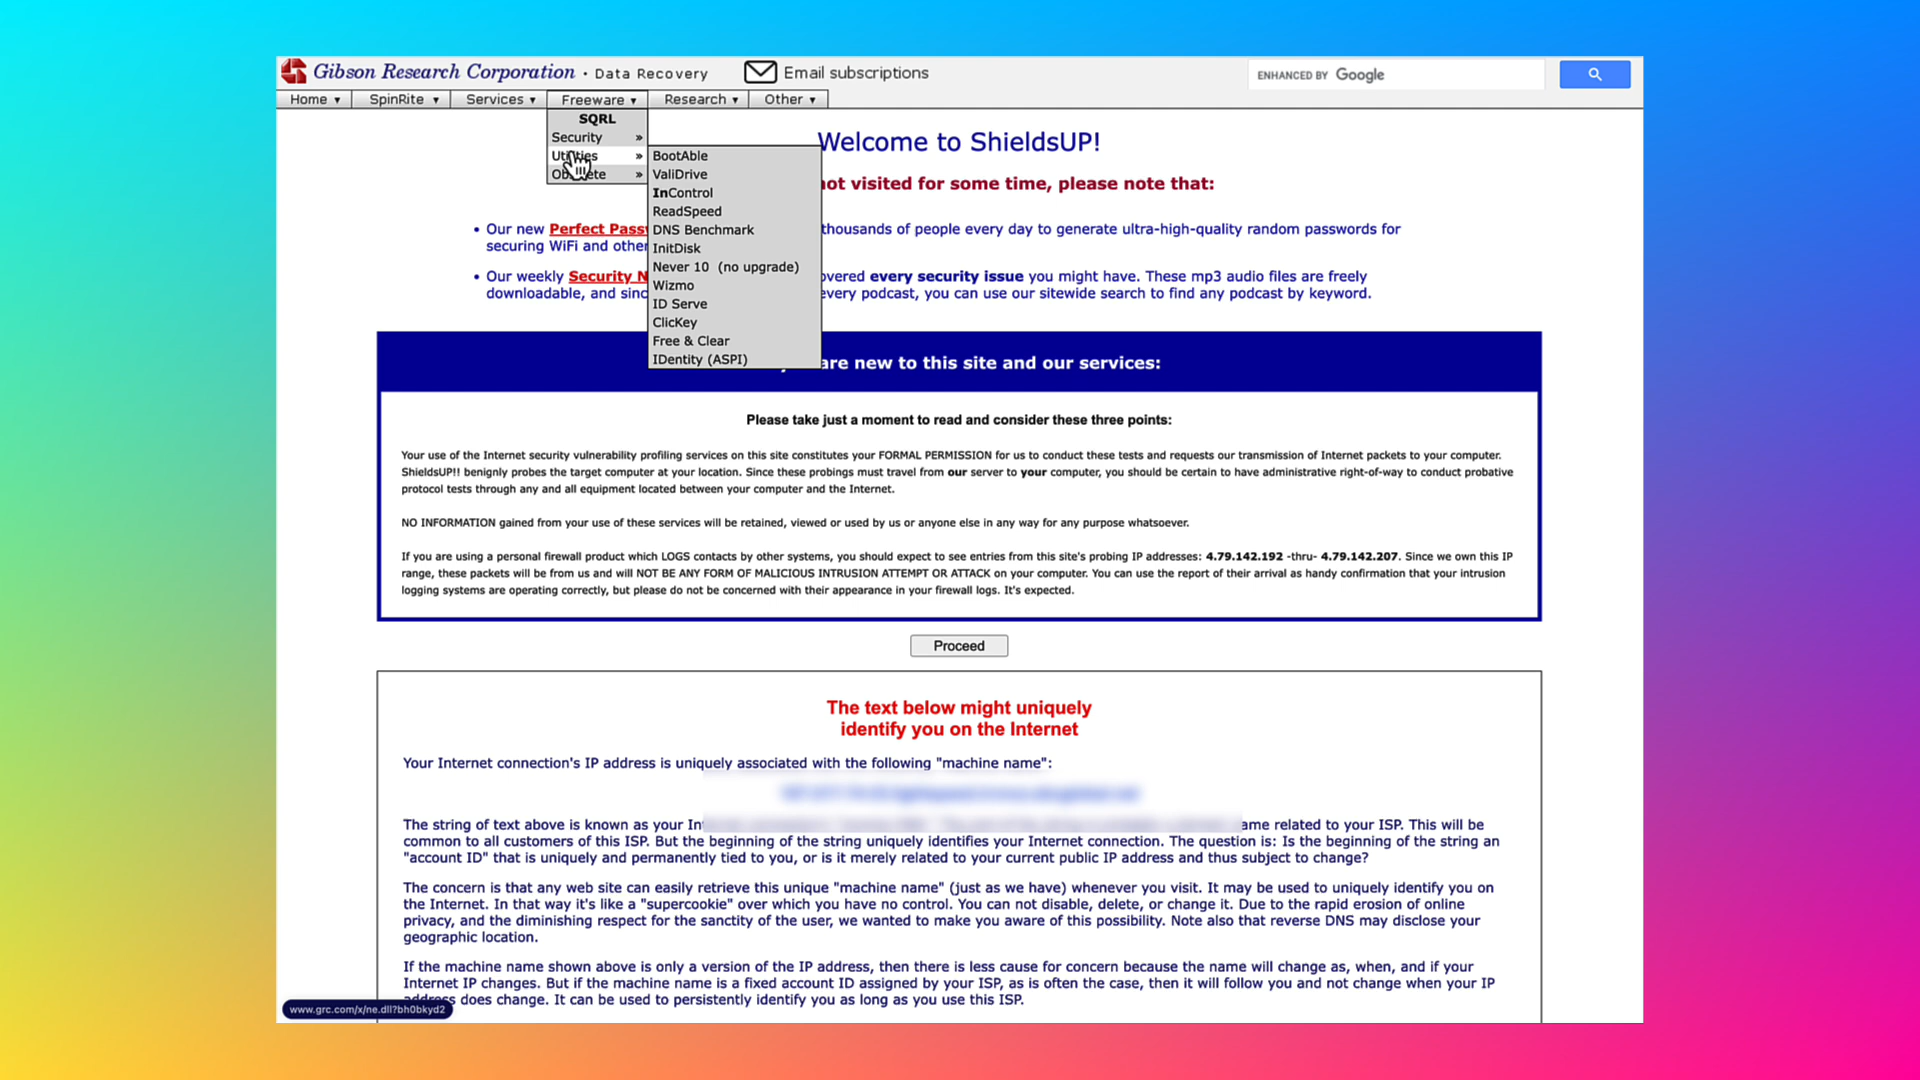 Gibson Research Corporation · Data Recovery
Email subscriptions
ENHANCED BY Google
Home ▾ SpinRite ▾ Services ▾ Freeware ▾ Research ▾ Other ▾
SQRL
Security »
Utilities »
Obsolete »
BootAble
ValiDrive
InControl
ReadSpeed
DNS Benchmark
InitDisk
Never 10 (no upgrade)
Wizmo
ID Serve
ClicKey
Free & Clear
IDentity (ASPI)
Welcome to ShieldsUP!
not visited for some time, please note that:
• Our new Perfect Passw thousands of people every day to generate ultra-high-quality random passwords for
securing WiFi and other
• Our weekly Security N overed every security issue you might have. These mp3 audio files are freely
downloadable, and sinc every podcast, you can use our sitewide search to find any podcast by keyword.
are new to this site and our services:
Please take just a moment to read and consider these three points:
Your use of the Internet security vulnerability profiling services on this site constitutes your FORMAL PERMISSION for us to conduct these tests and requests our transmission of Internet packets to your computer.
ShieldsUP!! benignly probes the target computer at your location. Since these probings must travel from our server to your computer, you should be certain to have administrative right-of-way to conduct probative
protocol tests through any and all equipment located between your computer and the Internet.
NO INFORMATION gained from your use of these services will be retained, viewed or used by us or anyone else in any way for any purpose whatsoever.
If you are using a personal firewall product which LOGS contacts by other systems, you should expect to see entries from this site's probing IP addresses: 4.79.142.192 -thru- 4.79.142.207. Since we own this IP
range, these packets will be from us and will NOT BE ANY FORM OF MALICIOUS INTRUSION ATTEMPT OR ATTACK on your computer. You can use the report of their arrival as handy confirmation that your intrusion
logging systems are operating correctly, but please do not be concerned with their appearance in your firewall logs. It's expected.
Proceed
The text below might uniquely
identify you on the Internet
Your Internet connection's IP address is uniquely associated with the following "machine name":
The string of text above is known as your In ame related to your ISP. This will be
common to all customers of this ISP. But the beginning of the string uniquely identifies your Internet connection. The question is: Is the beginning of the string an
"account ID" that is uniquely and permanently tied to you, or is it merely related to your current public IP address and thus subject to change?
The concern is that any web site can easily retrieve this unique "machine name" (just as we have) whenever you visit. It may be used to uniquely identify you on
the Internet. In that way it's like a "supercookie" over which you have no control. You can not disable, delete, or change it. Due to the rapid erosion of online
privacy, and the diminishing respect for the sanctity of the user, we wanted to make you aware of this possibility. Note also that reverse DNS may disclose your
geographic location.
If the machine name shown above is only a version of the IP address, then there is less cause for concern because the name will change as, when, and if your
Internet IP changes. But if the machine name is a fixed account ID assigned by your ISP, as is often the case, then it will follow you and not change when your IP
address does change. It can be used to persistently identify you as long as you use this ISP.
www.grc.com/x/ne.dll?bh0bkyd2